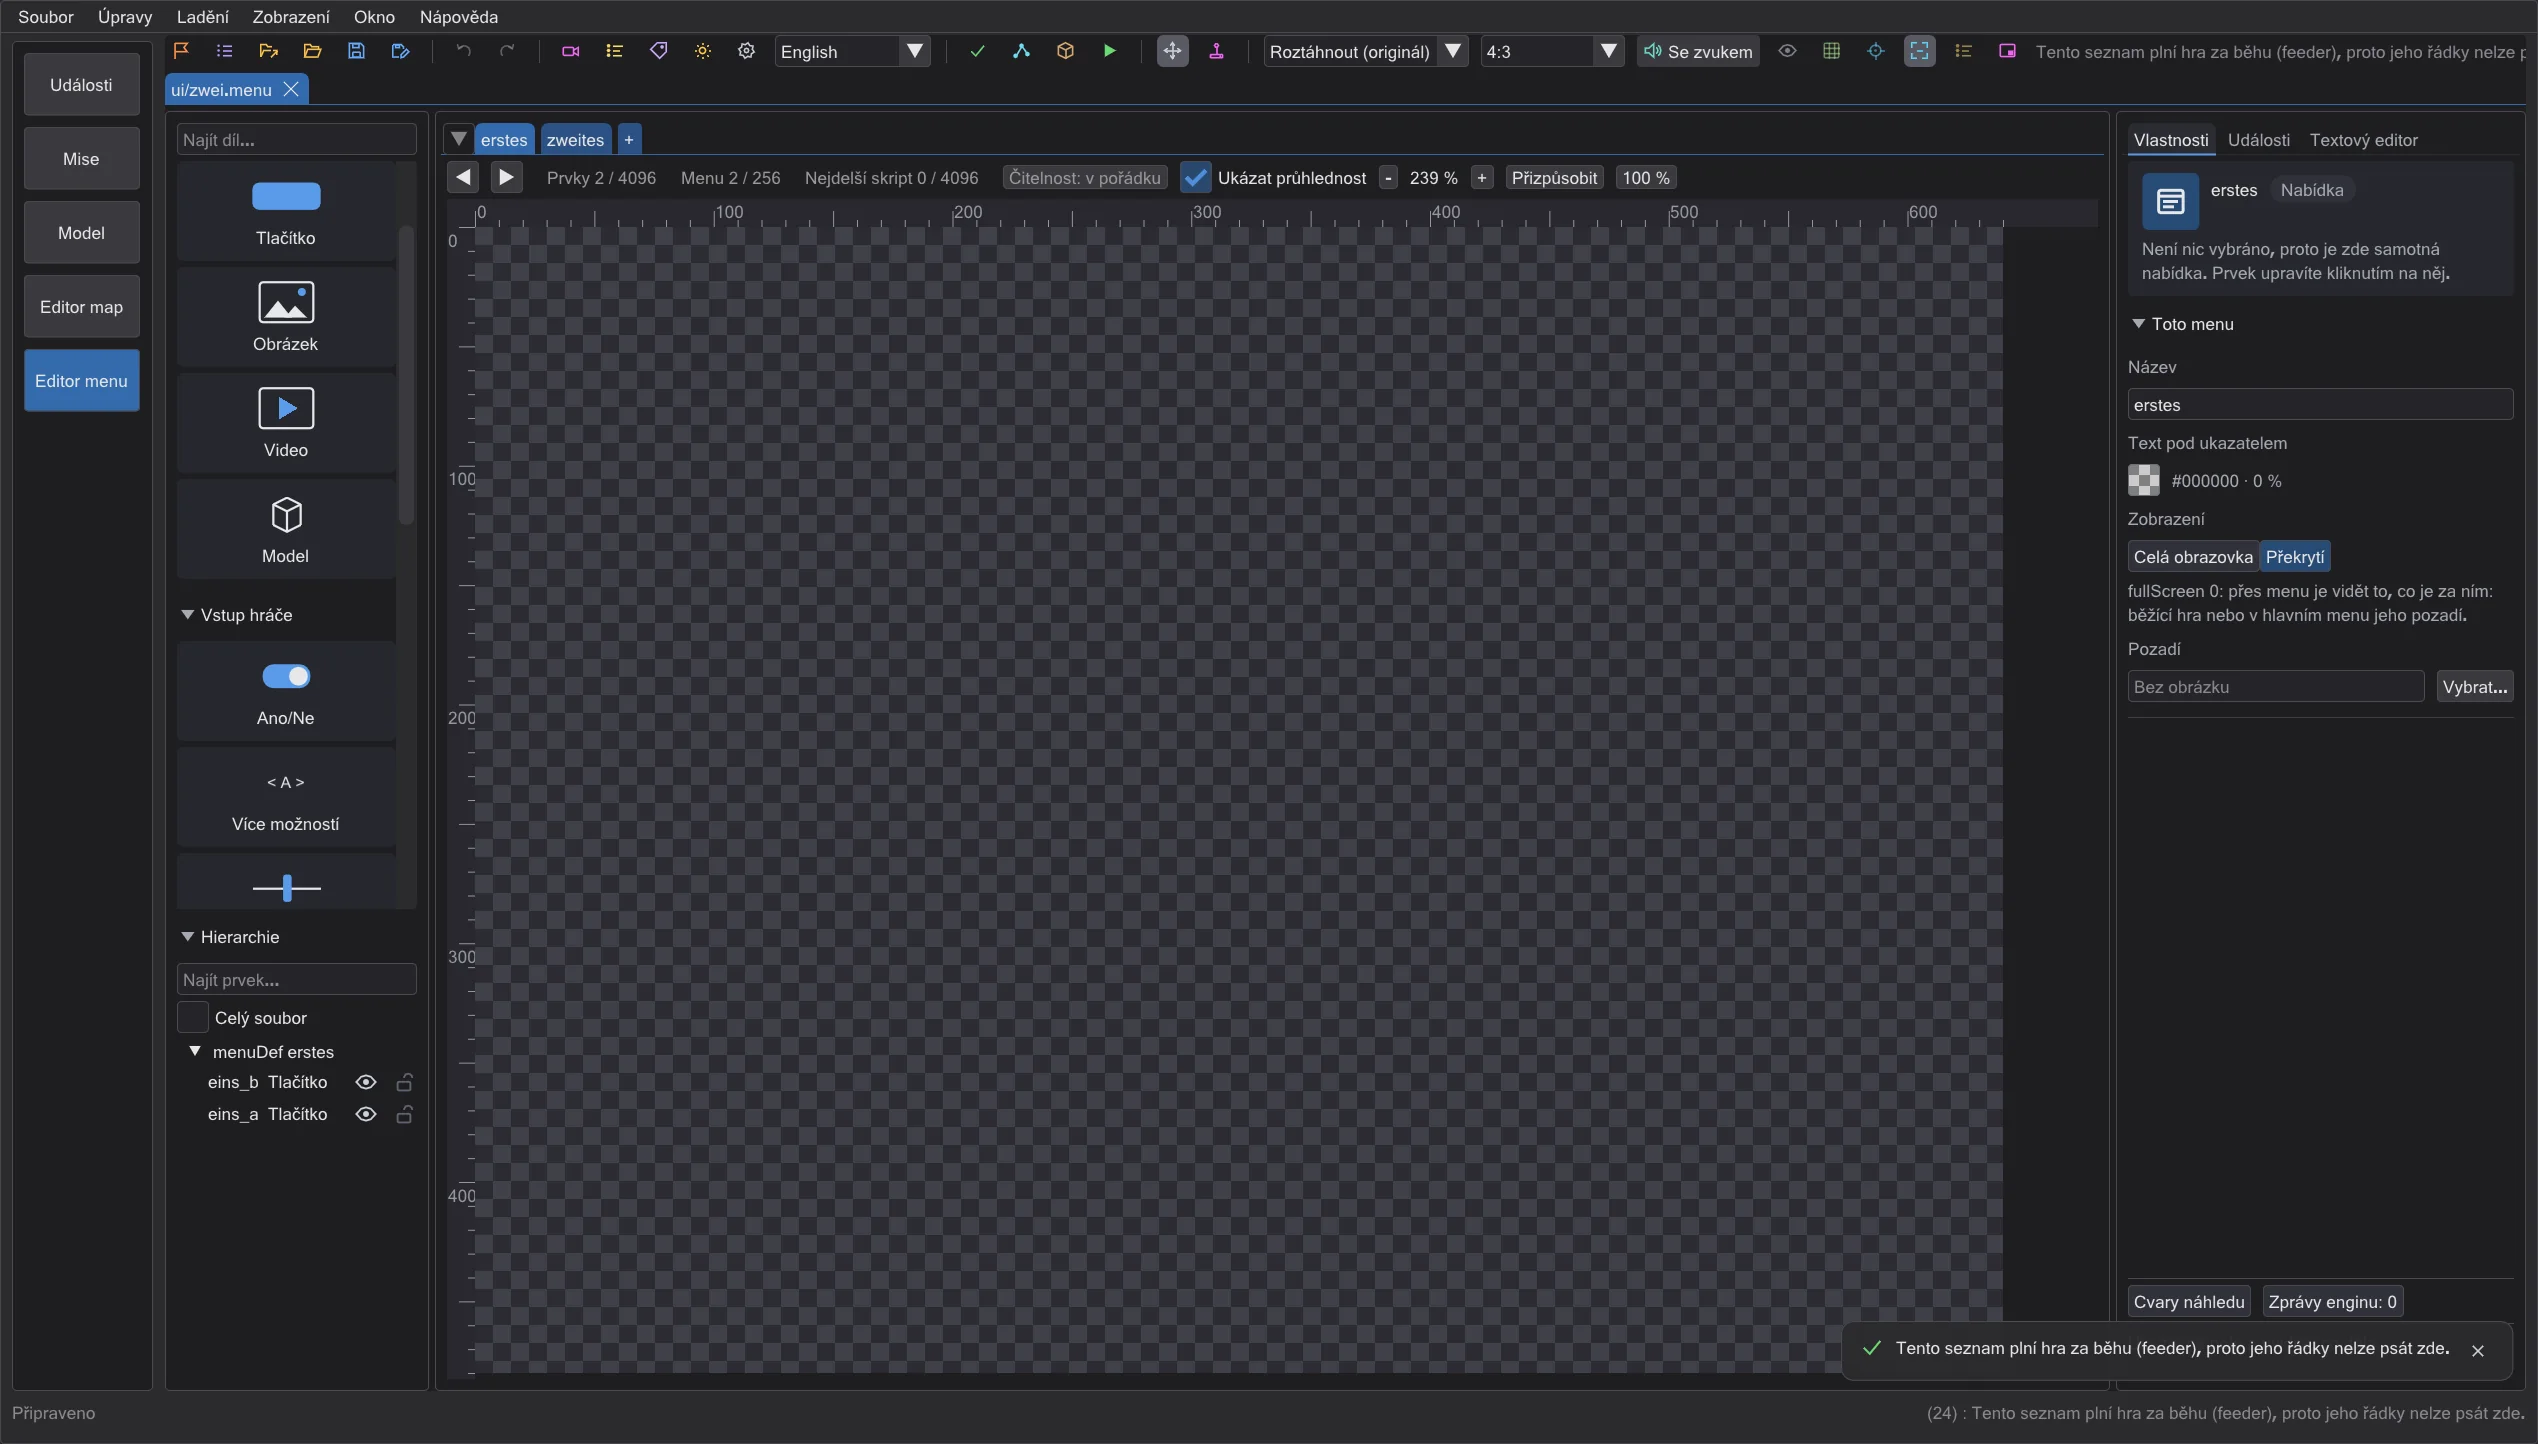 Soubor Úpravy Ladění Zobrazení Okno Nápověda
English
Roztáhnout (originál)
4:3
Se zvukem
Tento seznam plní hra za běhu (feeder), proto jeho řádky nelze
ui/zwei.menu
Události
Mise
Model
Editor map
Editor menu
Najít díl...
Tlačítko
Obrázek
Video
Model
Vstup hráče
Ano/Ne
< A >
Více možností
Hierarchie
Najít prvek...
Celý soubor
menuDef erstes
eins_b Tlačítko
eins_a Tlačítko
erstes zweites +
Prvky 2 / 4096 Menu 2 / 256 Nejdelší skript 0 / 4096 Čitelnost: v pořádku Ukázat průhlednost - 239 % + Přizpůsobit 100 %
0 100 200 300 400 500 600
0
100
200
300
400
Vlastnosti Události Textový editor
erstes Nabídka
Není nic vybráno, proto je zde samotná
nabídka. Prvek upravíte kliknutím na něj.
Toto menu
Název
erstes
Text pod ukazatelem
#000000 · 0 %
Zobrazení
Celá obrazovka Překrytí
fullScreen 0: přes menu je vidět to, co je za ním:
běžící hra nebo v hlavním menu jeho pozadí.
Pozadí
Bez obrázku Vybrat...
Cvary náhledu Zprávy enginu: 0
Tento seznam plní hra za běhu (feeder), proto jeho řádky nelze psát zde.
Připraveno
(24) : Tento seznam plní hra za běhu (feeder), proto jeho řádky nelze psát zde.